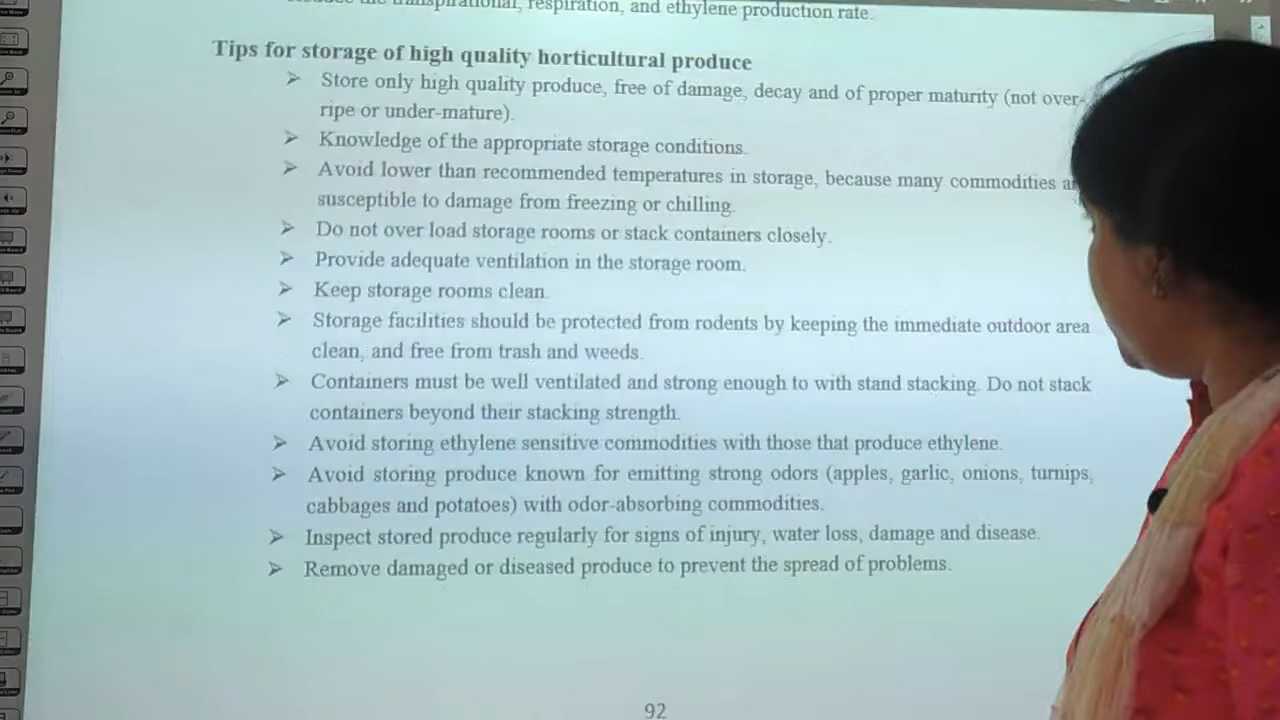 the transpirational, respiration, and ethylene production rate.
Tips for storage of high quality horticultural produce
➢ Store only high quality produce, free of damage, decay and of proper maturity (not over-
ripe or under-mature).
➢ Knowledge of the appropriate storage conditions.
➢ Avoid lower than recommended temperatures in storage, because many commodities
susceptible to damage from freezing or chilling.
➢ Do not over load storage rooms or stack containers closely.
➢ Provide adequate ventilation in the storage room.
➢ Keep storage rooms clean.
➢ Storage facilities should be protected from rodents by keeping the immediate outdoor area
clean, and free from trash and weeds.
➢ Containers must be well ventilated and strong enough to with stand stacking. Do not stack
containers beyond their stacking strength.
➢ Avoid storing ethylene sensitive commodities with those that produce ethylene.
➢ Avoid storing produce known for emitting strong odors (apples, garlic, onions, turnips,
cabbages and potatoes) with odor-absorbing commodities.
➢ Inspect stored produce regularly for signs of injury, water loss, damage and disease.
➢ Remove damaged or diseased produce to prevent the spread of problems.
92